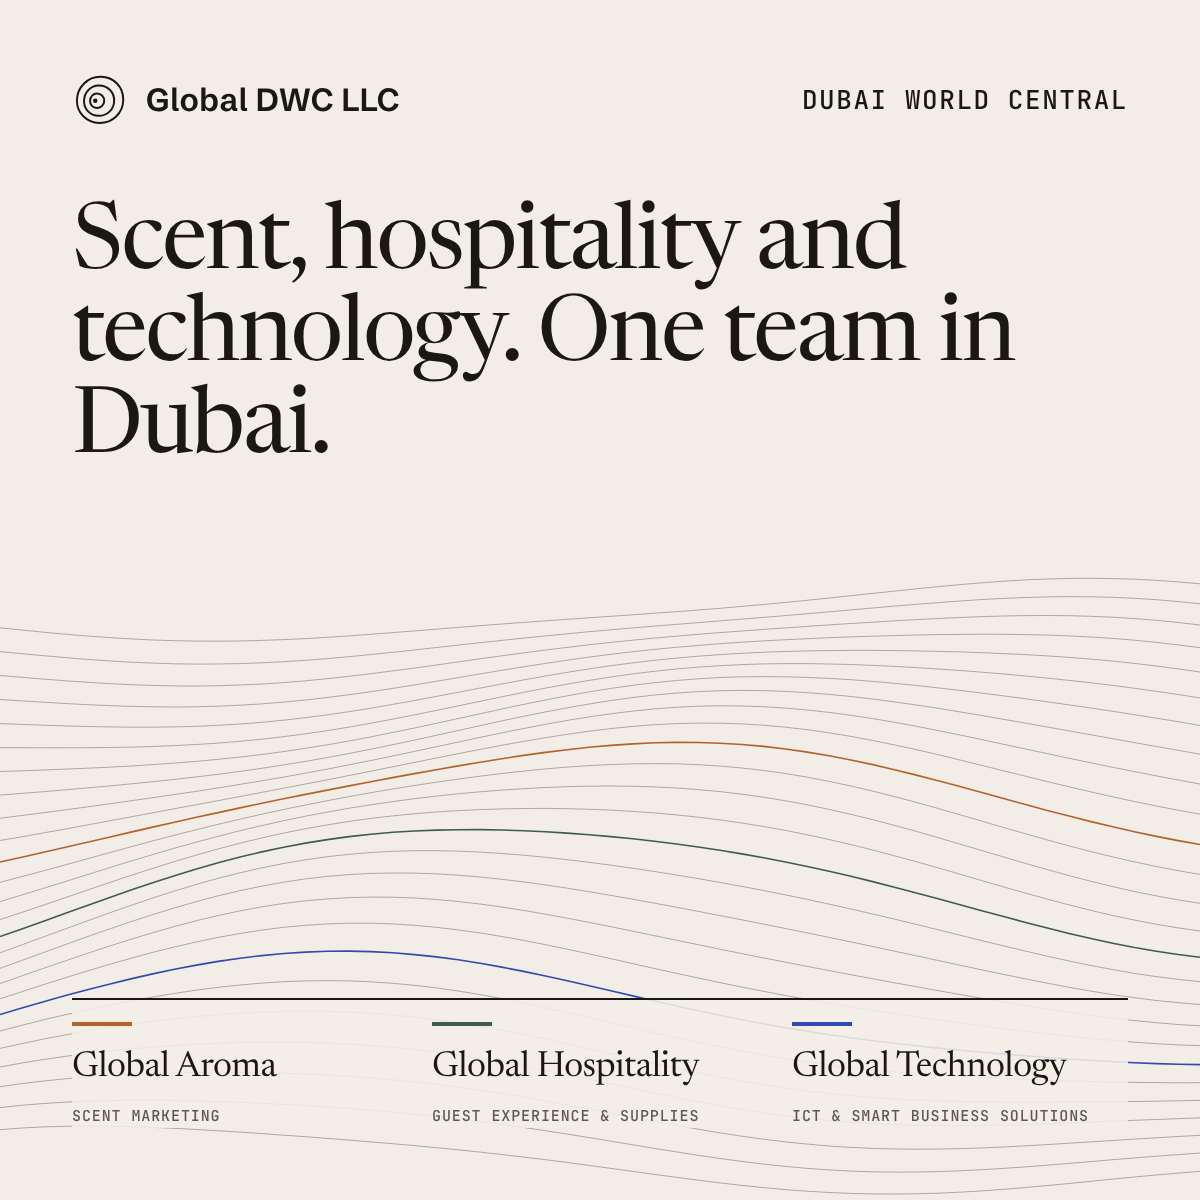 Global DWC LLC
DUBAI WORLD CENTRAL
Scent, hospitality and
technology. One team in
Dubai.
Global Aroma
SCENT MARKETING
Global Hospitality
GUEST EXPERIENCE & SUPPLIES
Global Technology
ICT & SMART BUSINESS SOLUTIONS